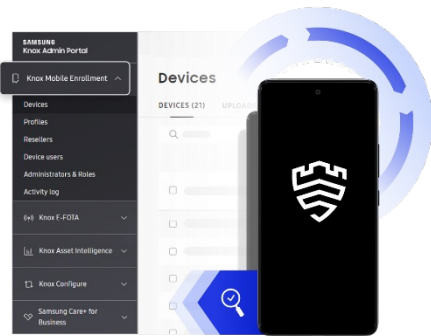 SAMSUNG
Knox Admin Portal
Knox Mobile Enrollment
Devices
Profiles
Resellers
Device users
Administrators & Roles
Activity log
Knox E-FOTA
Knox Asset Intelligence
Knox Configure
Samsung Care+ for
Business
Devices
DEVICES (21)